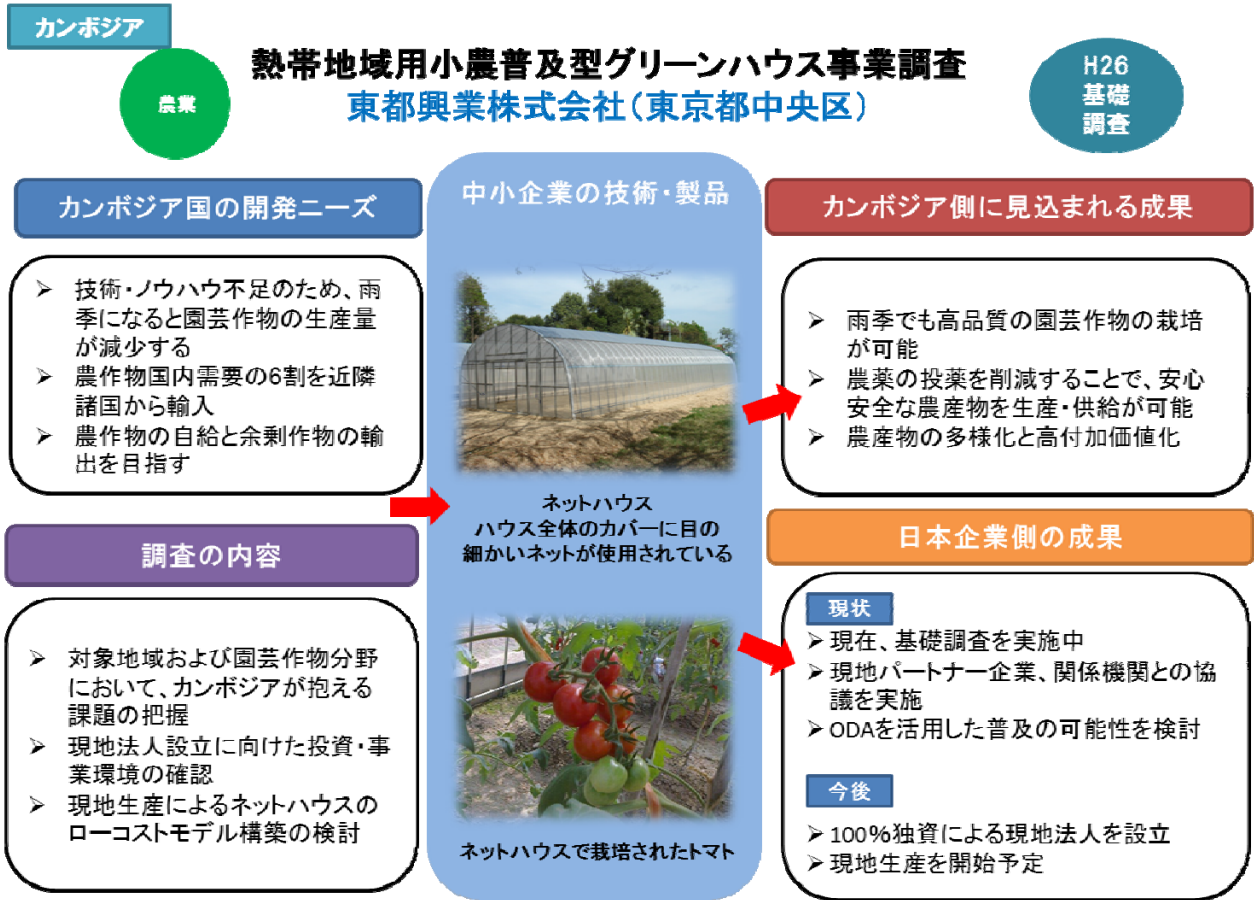 カンボジア
農業
熱帯地域用小農普及型グリーンハウス事業調査
東都興業株式会社(東京都中央区)
H26
基礎
調査
カンボジア国の開発ニーズ
➢ 技術・ノウハウ不足のため、雨
季になると園芸作物の生産量
が減少する
➢ 農作物国内需要の6割を近隣
諸国から輸入
➢ 農作物の自給と余剰作物の輸
出を目指す
調査の内容
➢ 対象地域および園芸作物分野
において、カンボジアが抱える
課題の把握
➢ 現地法人設立に向けた投資・事
業環境の確認
➢ 現地生産によるネットハウスの
ローコストモデル構築の検討
中小企業の技術・製品
ネットハウス
ハウス全体のカバーに目の
細かいネットが使用されている
ネットハウスで栽培されたトマト
カンボジア側に見込まれる成果
➢ 雨季でも高品質の園芸作物の栽培
が可能
➢ 農薬の投薬を削減することで、安心
安全な農産物を生産・供給が可能
➢ 農産物の多様化と高付加価値化
日本企業側の成果
現状
➢現在、基礎調査を実施中
➢現地パートナー企業、関係機関との協
議を実施
➢ODAを活用した普及の可能性を検討
今後
➢100%独資による現地法人を設立
➢現地生産を開始予定